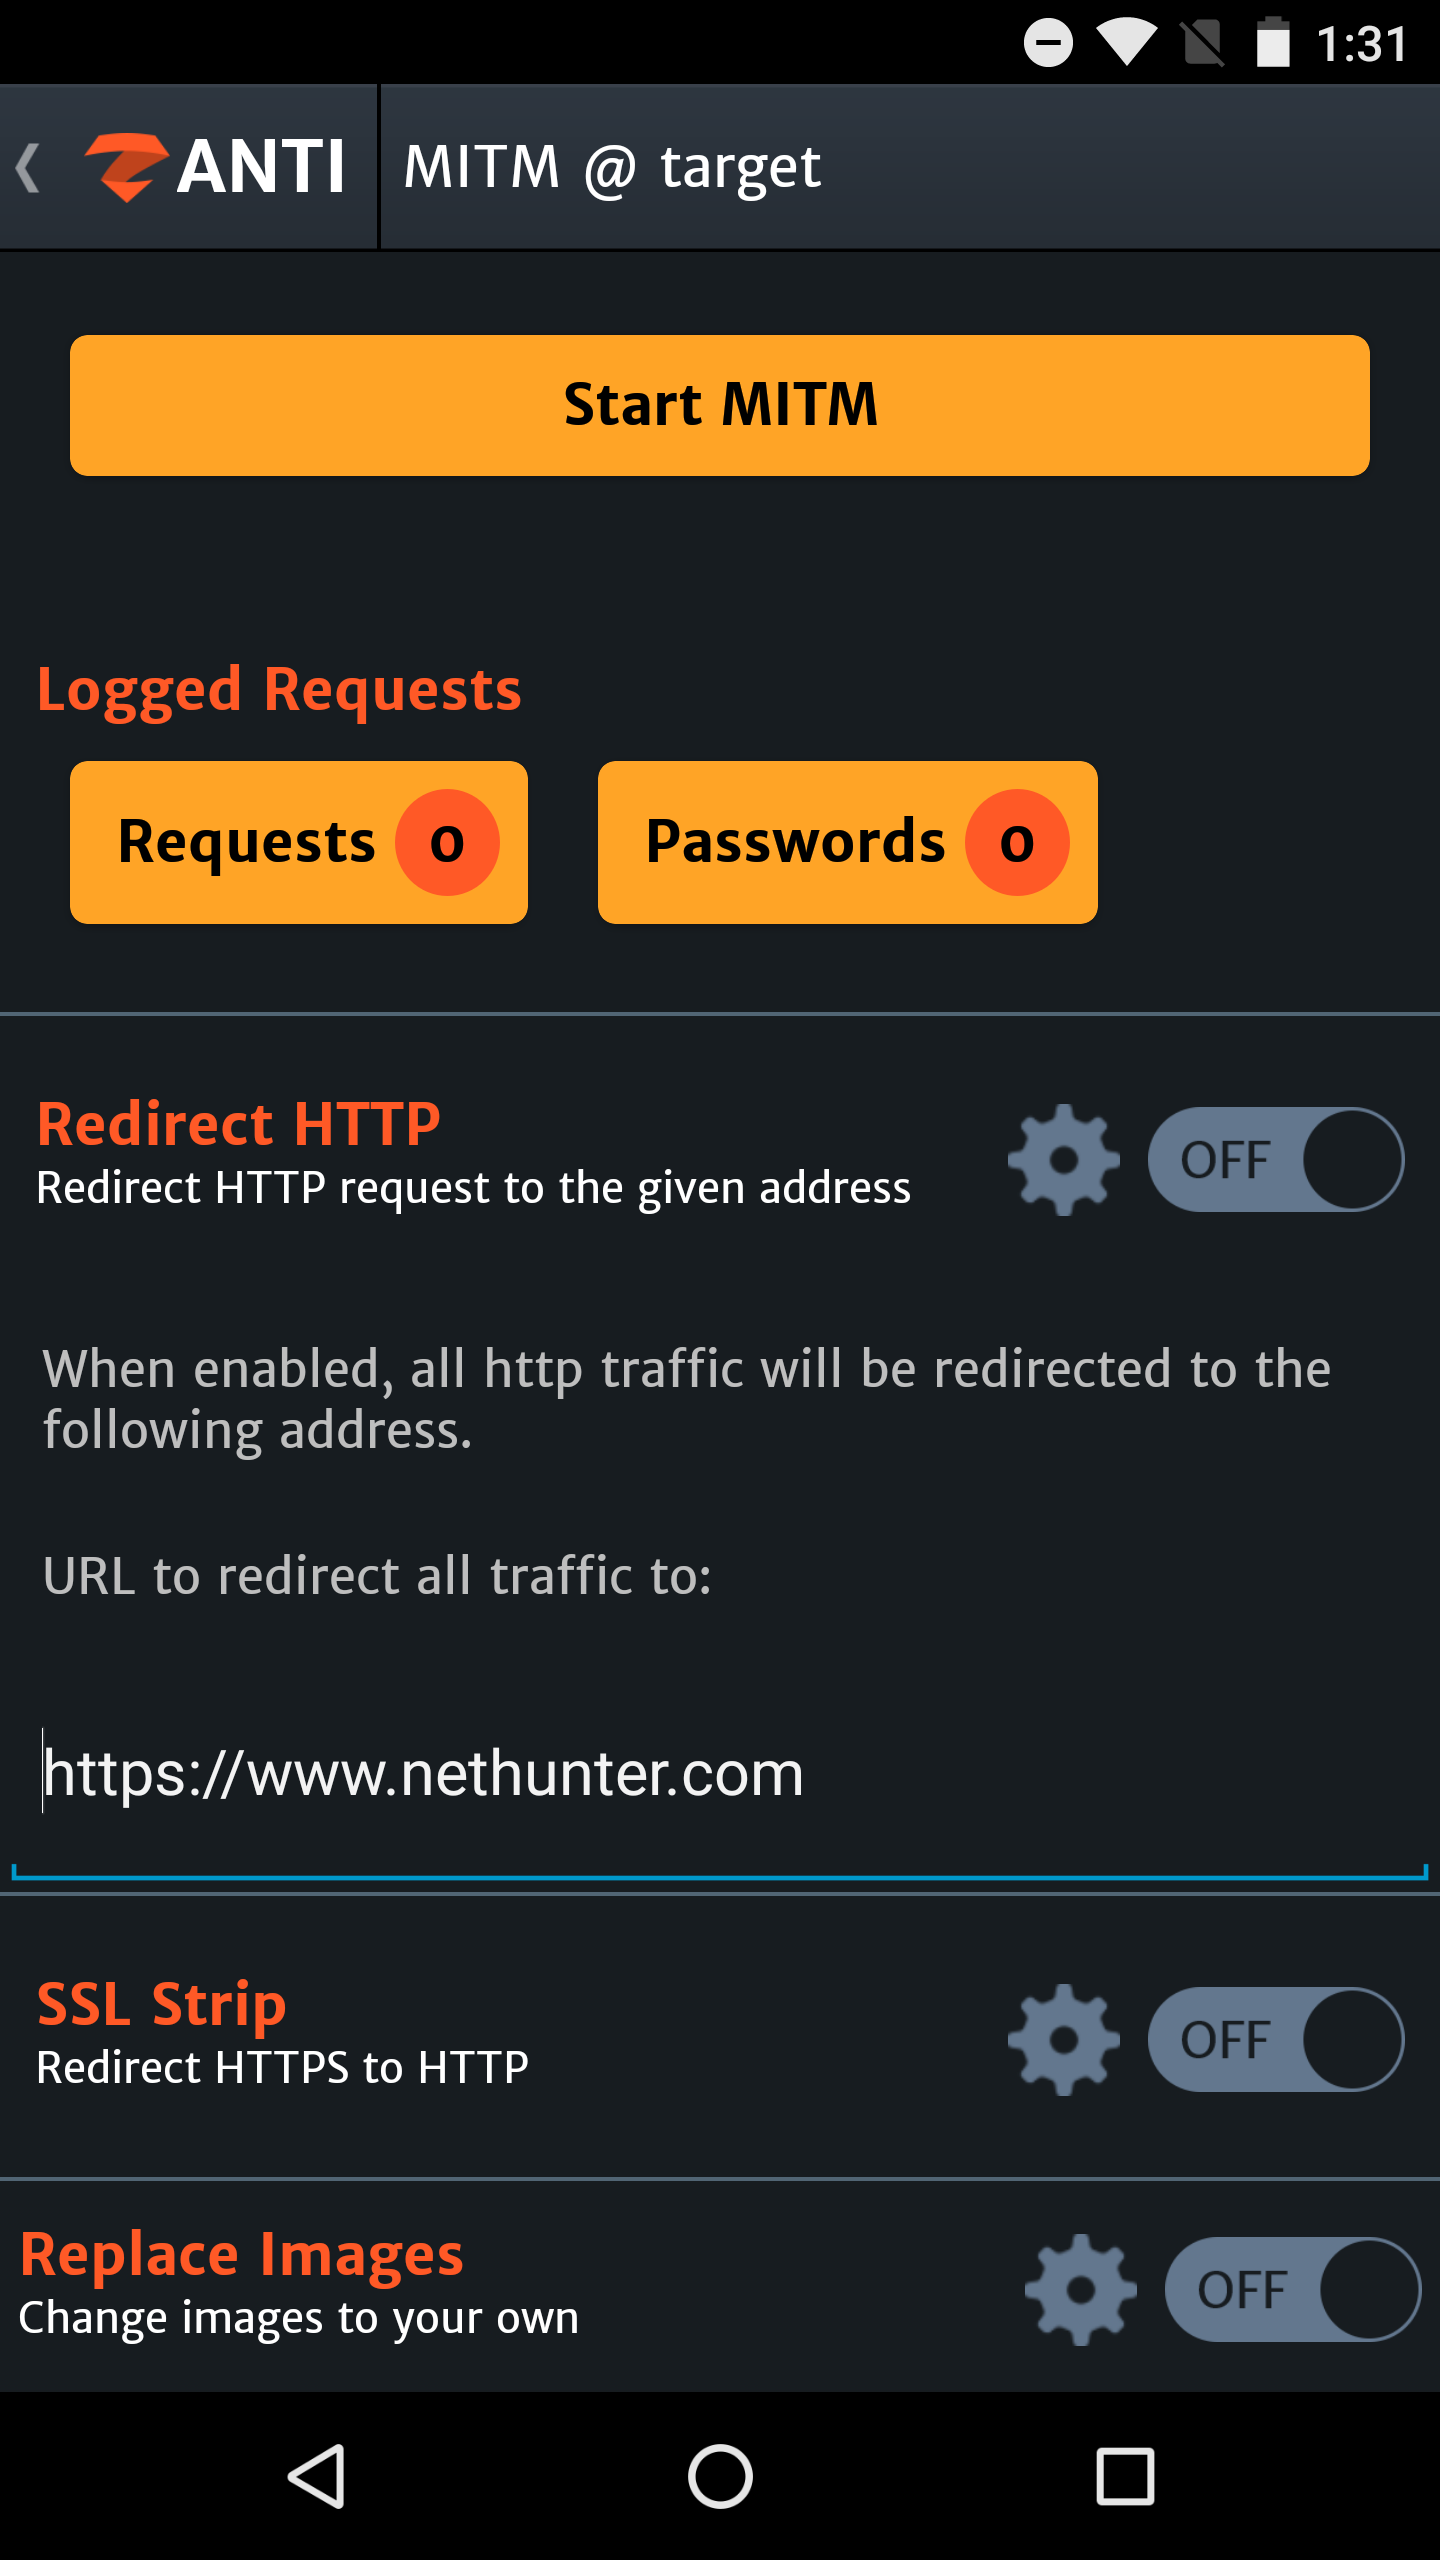 1:31
ANTI
MITM @ target
Start MITM
Logged Requests
Requests 0
Passwords 0
Redirect HTTP
Redirect HTTP request to the given address
OFF
When enabled, all http traffic will be redirected to the
following address.
URL to redirect all traffic to:
https://www.nethunter.com
SSL Strip
Redirect HTTPS to HTTP
OFF
Replace Images
Change images to your own
OFF